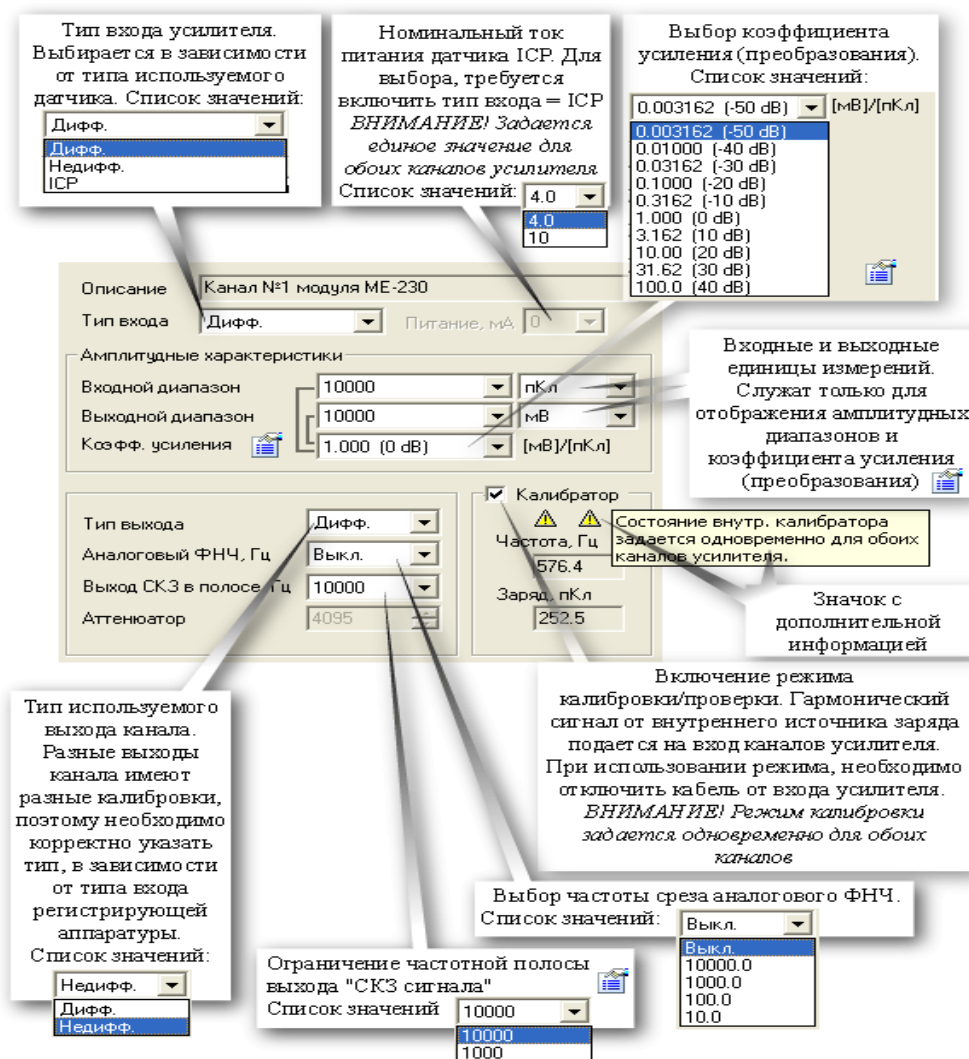 Тип входа усилителя.
Выбирается в зависимости
от типа используемого
датчика. Список значений:
Дифф.
Дифф.
Недифф.
ICP
Номинальный ток
питания датчика ICP. Для
выбора, требуется
включить тип входа = ICP
ВНИМАНИЕ! Задается
единое значение для
обоих каналов усилителя
Список значений:
4.0
4.0
10
Выбор коэффициента
усиления (преобразования).
Список значений:
0.003162 (-50 dB) [мВ]/[пКл]
0.003162 (-50 dB)
0.01000 (-40 dB)
0.03162 (-30 dB)
0.1000 (-20 dB)
0.3162 (-10 dB)
1.000 (0 dB)
3.162 (10 dB)
10.00 (20 dB)
31.62 (30 dB)
100.0 (40 dB)
Описание Канал №1 модуля ME-230
Тип входа Дифф. Питание, мА 0
Амплитудные характеристики
Входной диапазон 10000 пКл
Выходной диапазон 10000 мВ
Коэфф. усиления 1.000 (0 dB) [мВ]/[пКл]
Входные и выходные
единицы измерений.
Служат только для
отображения амплитудных
диапазонов и
коэффициента усиления
(преобразования)
Тип выхода Дифф.
Аналоговый ФНЧ, Гц Выкл.
Выход СКЗ в полосе, Гц 10000
Аттенюатор 4095
Калибратор
Частота, Гц
576.4
Заряд, пКл
252.5
Состояние внутр. калибратора
задается одновременно для обоих
каналов усилителя.
Значок с
дополнительной
информацией
Включение режима
калибровки/проверки. Гармонический
сигнал от внутреннего источника заряда
подается на вход каналов усилителя.
При использовании режима, необходимо
отключить кабель от входа усилителя.
ВНИМАНИЕ! Режим калибровки
задается одновременно для обоих
каналов
Тип используемого
выхода канала.
Разные выходы
канала имеют
разные калибровки,
поэтому необходимо
корректно указать
тип, в зависимости
от типа входа
регистрирующей
аппаратуры.
Список значений:
Недифф.
Дифф.
Недифф.
Выбор частоты среза аналогового ФНЧ.
Список значений:
Выкл.
Выкл.
10000.0
1000.0
100.0
10.0
Ограничение частотной полосы
выхода "СКЗ сигнала"
Список значений 10000
10000
1000